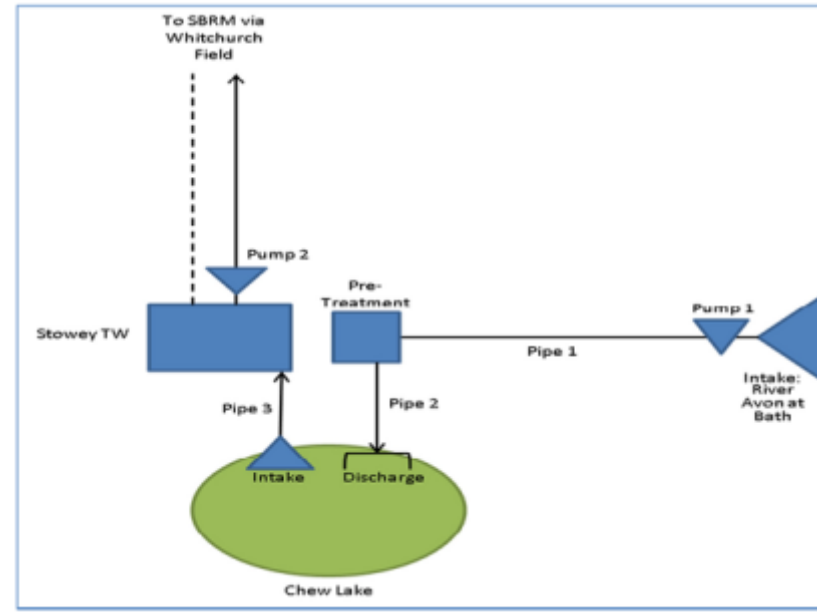 To SBRM via
Whitchurch
Field
Pump 2
Pre-
Treatment
Pump 1
Stowey TW
Pipe 1
Intake:
River
Avon at
Bath
Pipe 3
Pipe 2
Intake
Discharge
Chew Lake